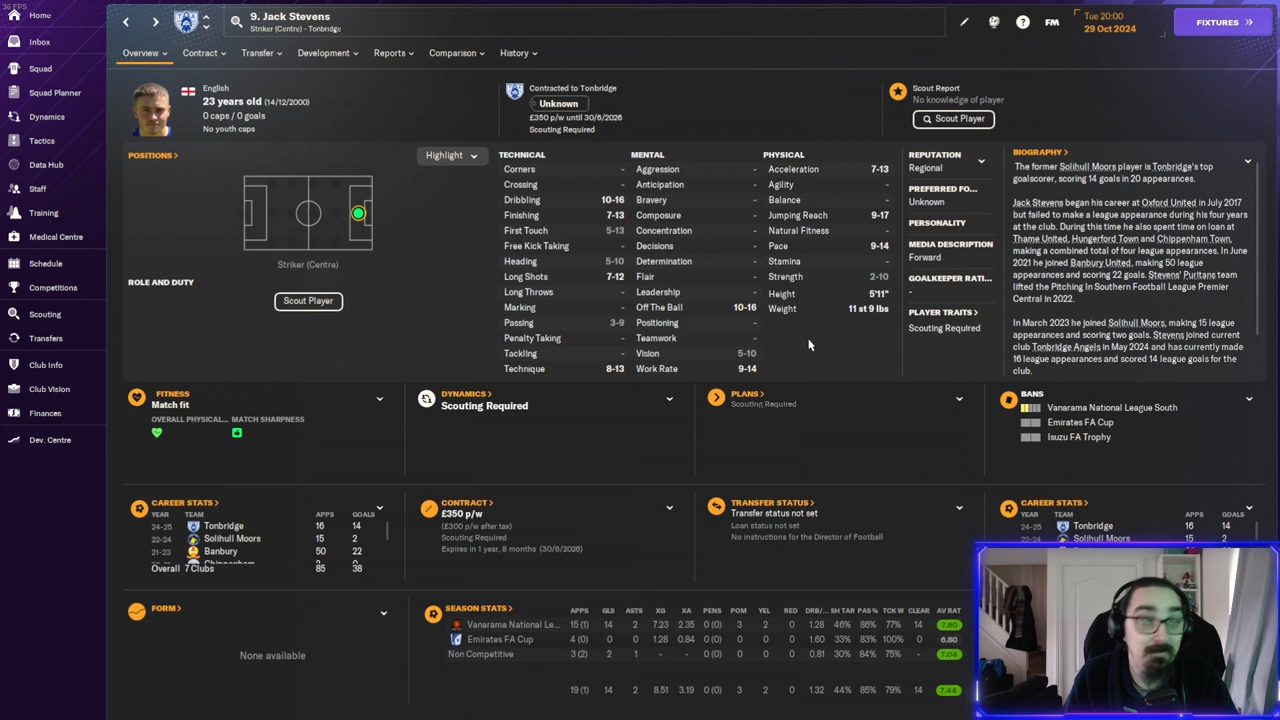 36 FPS
Home
Inbox
Squad
Squad Planner
Dynamics
Tactics
Data Hub
Staff
Training
Medical Centre
Schedule
Competitions
Scouting
Transfers
Club Info
Club Vision
Finances
Dev. Centre
9. Jack Stevens
Striker (Centre) - Tonbridge
FM
Tue 20:00
29 Oct 2024
FIXTURES
Overview
Contract
Transfer
Development
Reports
Comparison
History
English
23 years old (14/12/2000)
0 caps / 0 goals
No youth caps
Contracted to Tonbridge
Unknown
£350 p/w until 30/6/2026
Scouting Required
Scout Report
No knowledge of player
Scout Player
POSITIONS >
Highlight
Striker (Centre)
ROLE AND DUTY
Scout Player
TECHNICAL
Corners -
Crossing -
Dribbling 10-16
Finishing 7-13
First Touch 5-13
Free Kick Taking -
Heading 5-10
Long Shots 7-12
Long Throws -
Marking -
Passing 3-9
Penalty Taking -
Tackling -
Technique 8-13
MENTAL
Aggression -
Anticipation -
Bravery -
Composure -
Concentration -
Decisions -
Determination -
Flair -
Leadership -
Off The Ball 10-16
Positioning -
Teamwork -
Vision 5-10
Work Rate 9-14
PHYSICAL
Acceleration 7-13
Agility -
Balance -
Jumping Reach 9-17
Natural Fitness -
Pace 9-14
Stamina -
Strength 2-10
Height 5'11"
Weight 11 st 9 lbs
REPUTATION
Regional
PREFERRED FO...
Unknown
PERSONALITY
MEDIA DESCRIPTION
Forward
GOALKEEPER RATI...
-
PLAYER TRAITS >
Scouting Required
BIOGRAPHY >
The former Solihull Moors player is Tonbridge's top
goalscorer, scoring 14 goals in 20 appearances.
Jack Stevens began his career at Oxford United in July 2017
but failed to make a league appearance during his four years
at the club. During this time he also spent time on loan at
Thame United, Hungerford Town and Chippenham Town,
making a combined total of four league appearances. In June
2021 he joined Banbury United, making 50 league
appearances and scoring 22 goals. Stevens' Puritans team
lifted the Pitching In Southern Football League Premier
Central in 2022.
In March 2023 he joined Solihull Moors, making 15 league
appearances and scoring two goals. Stevens joined current
club Tonbridge Angels in May 2024 and has currently made
16 league appearances and scored 14 league goals for the
club.
FITNESS
Match fit
OVERALL PHYSICAL... MATCH SHARPNESS
DYNAMICS >
Scouting Required
PLANS >
Scouting Required
BANS
Vanarama National League South
Emirates FA Cup
Isuzu FA Trophy
CAREER STATS >
YEAR TEAM APPS GOALS
24-25 Tonbridge 16 14
22-24 Solihull Moors 15 2
21-23 Banbury 50 22
Overall 7 Clubs 85 38
CONTRACT >
£350 p/w
(£300 p/w after tax)
Scouting Required
Expires in 1 year, 8 months (30/6/2026)
TRANSFER STATUS >
Transfer status not set
Loan status not set
No instructions for the Director of Football
CAREER STATS >
YEAR TEAM APPS GOALS
24-25 Tonbridge 16 14
22-24 Solihull Moors 15 2
FORM >
None available
SEASON STATS > APPS GLS ASTS XG XA PENS POM YEL RED DRB/... SH TAR PAS% TCK W CLEAR AV RAT
Vanarama National Le... 15 (1) 14 2 7.23 2.35 0 (0) 3 2 0 1.28 46% 86% 77% 14 7.60
Emirates FA Cup 4 (0) 0 0 1.28 0.84 0 (0) 0 0 0 1.60 33% 83% 100% 0 6.80
Non Competitive 3 (2) 2 1 - - 0 (0) 0 0 0 0.81 30% 84% 75% - 7.04
19 (1) 14 2 8.51 3.19 0 (0) 3 2 0 1.32 44% 85% 79% 14 7.44